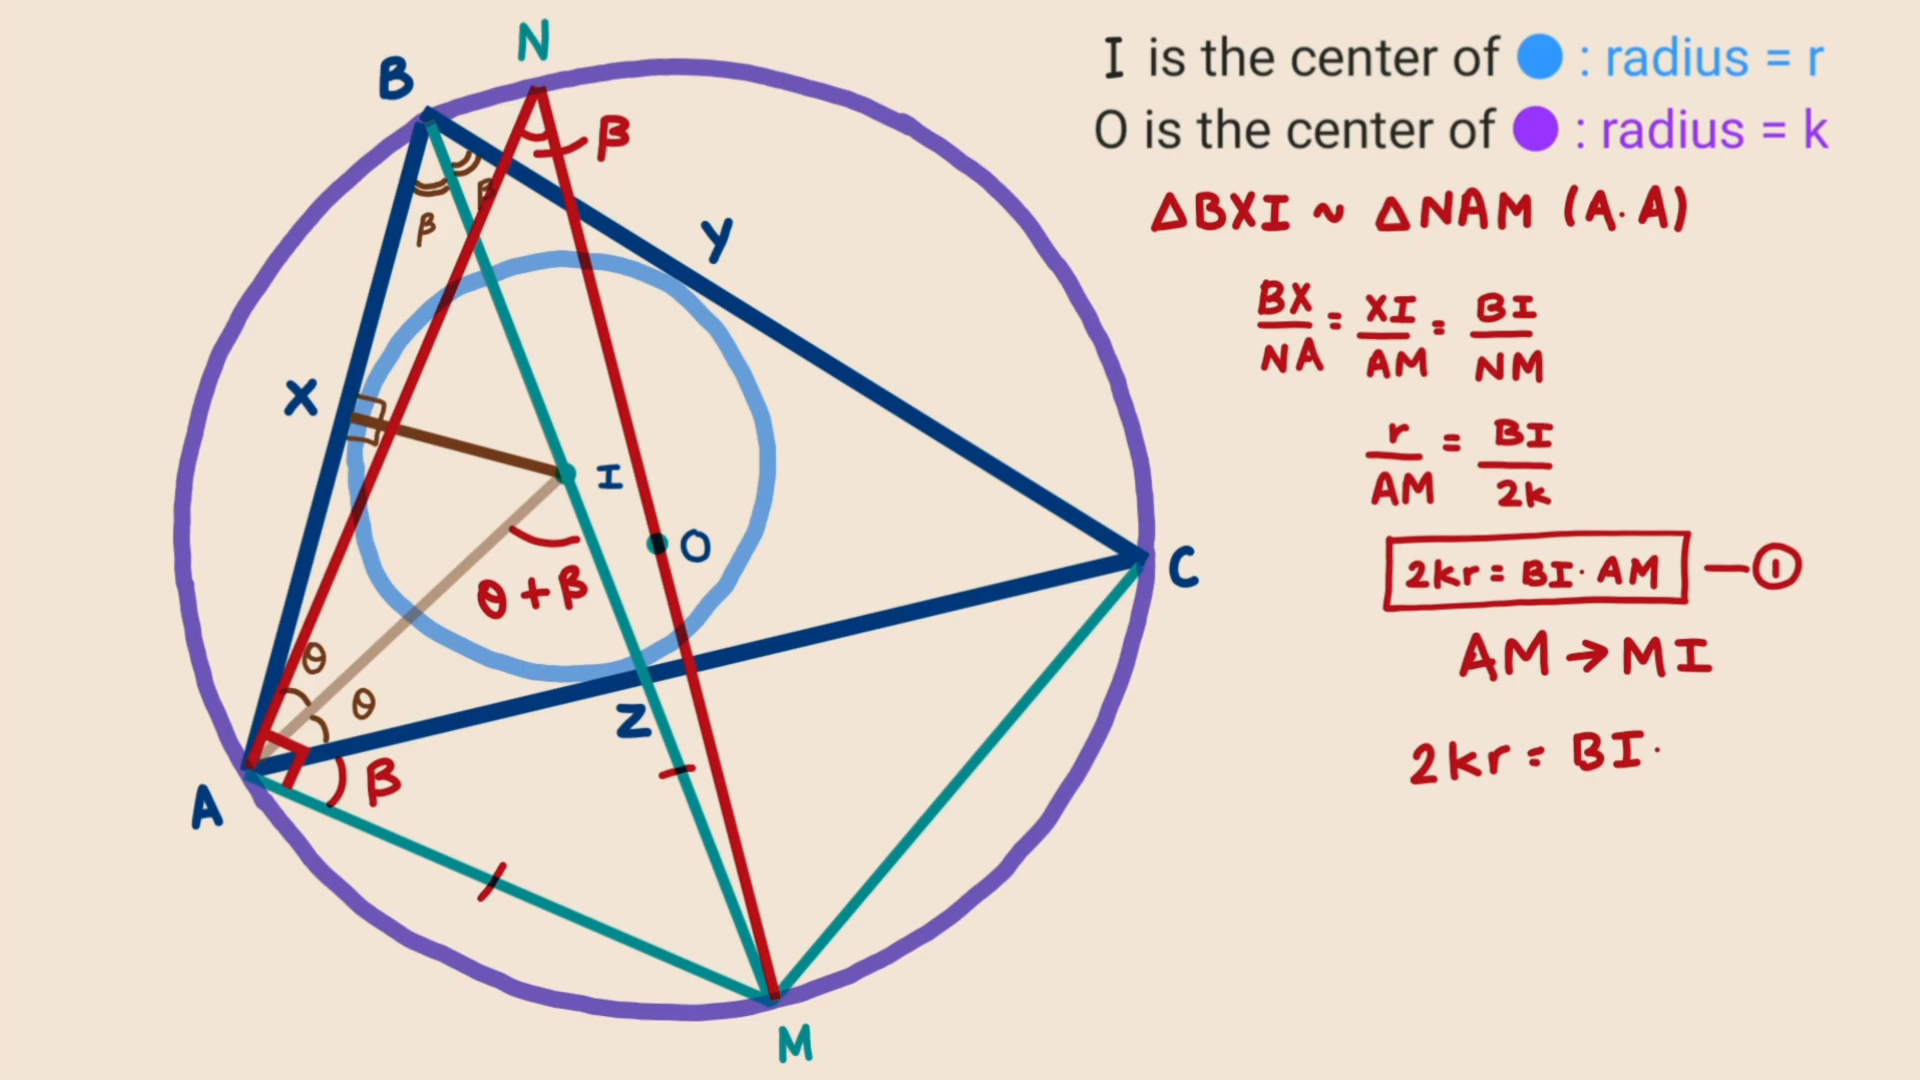 I is the center of : radius = r
O is the center of : radius = k
ΔBXI ~ ΔNAM (A.A)
BX/NA = XI/AM = BI/NM
r/AM = BI/2k
2kr = BI · AM — ①
AM → MI
2kr = BI ·
N
B
β
β
β
Y
X
I
O
C
θ + β
θ
θ
Z
β
A
M